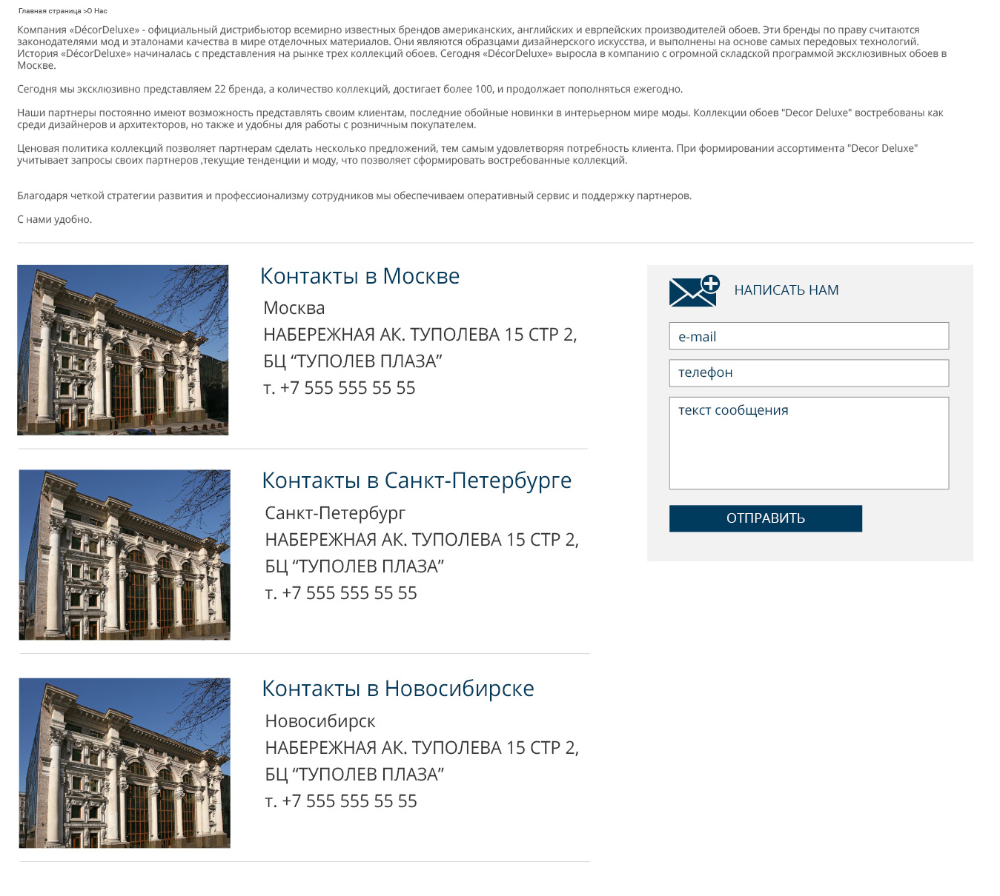 Главная страница >О Нас
Компания «DécorDeluxe» - официальный дистрибьютор всемирно известных брендов американских, английских и еврпейских производителей обоев. Эти бренды по праву считаются
законодателями мод и эталонами качества в мире отделочных материалов. Они являются образцами дизайнерского искусства, и выполнены на основе самых передовых технологий.
История «DécorDeluxe» начиналась с представления на рынке трех коллекций обоев. Сегодня «DécorDeluxe» выросла в компанию с огромной складской программой эксклюзивных обоев в
Москве.
Сегодня мы эксклюзивно представляем 22 бренда, а количество коллекций, достигает более 100, и продолжает пополняться ежегодно.
Наши партнеры постоянно имеют возможность представлять своим клиентам, последние обойные новинки в интерьерном мире моды. Коллекции обоев "Decor Deluxe" востребованы как
среди дизайнеров и архитекторов, но также и удобны для работы с розничным покупателем.
Ценовая политика коллекций позволяет партнерам сделать несколько предложений, тем самым удовлетворяя потребность клиента. При формировании ассортимента "Decor Deluxe"
учитывает запросы своих партнеров ,текущие тенденции и моду, что позволяет сформировать востребованные коллекций.
Благодаря четкой стратегии развития и профессионализму сотрудников мы обеспечиваем оперативный сервис и поддержку партнеров.
С нами удобно.
Контакты в Москве
Москва
НАБЕРЕЖНАЯ АК. ТУПОЛЕВА 15 СТР 2,
БЦ “ТУПОЛЕВ ПЛАЗА”
т. +7 555 555 55 55
Контакты в Санкт-Петербурге
Санкт-Петербург
НАБЕРЕЖНАЯ АК. ТУПОЛЕВА 15 СТР 2,
БЦ “ТУПОЛЕВ ПЛАЗА”
т. +7 555 555 55 55
Контакты в Новосибирске
Новосибирск
НАБЕРЕЖНАЯ АК. ТУПОЛЕВА 15 СТР 2,
БЦ “ТУПОЛЕВ ПЛАЗА”
т. +7 555 555 55 55
НАПИСАТЬ НАМ
e-mail
телефон
текст сообщения
ОТПРАВИТЬ